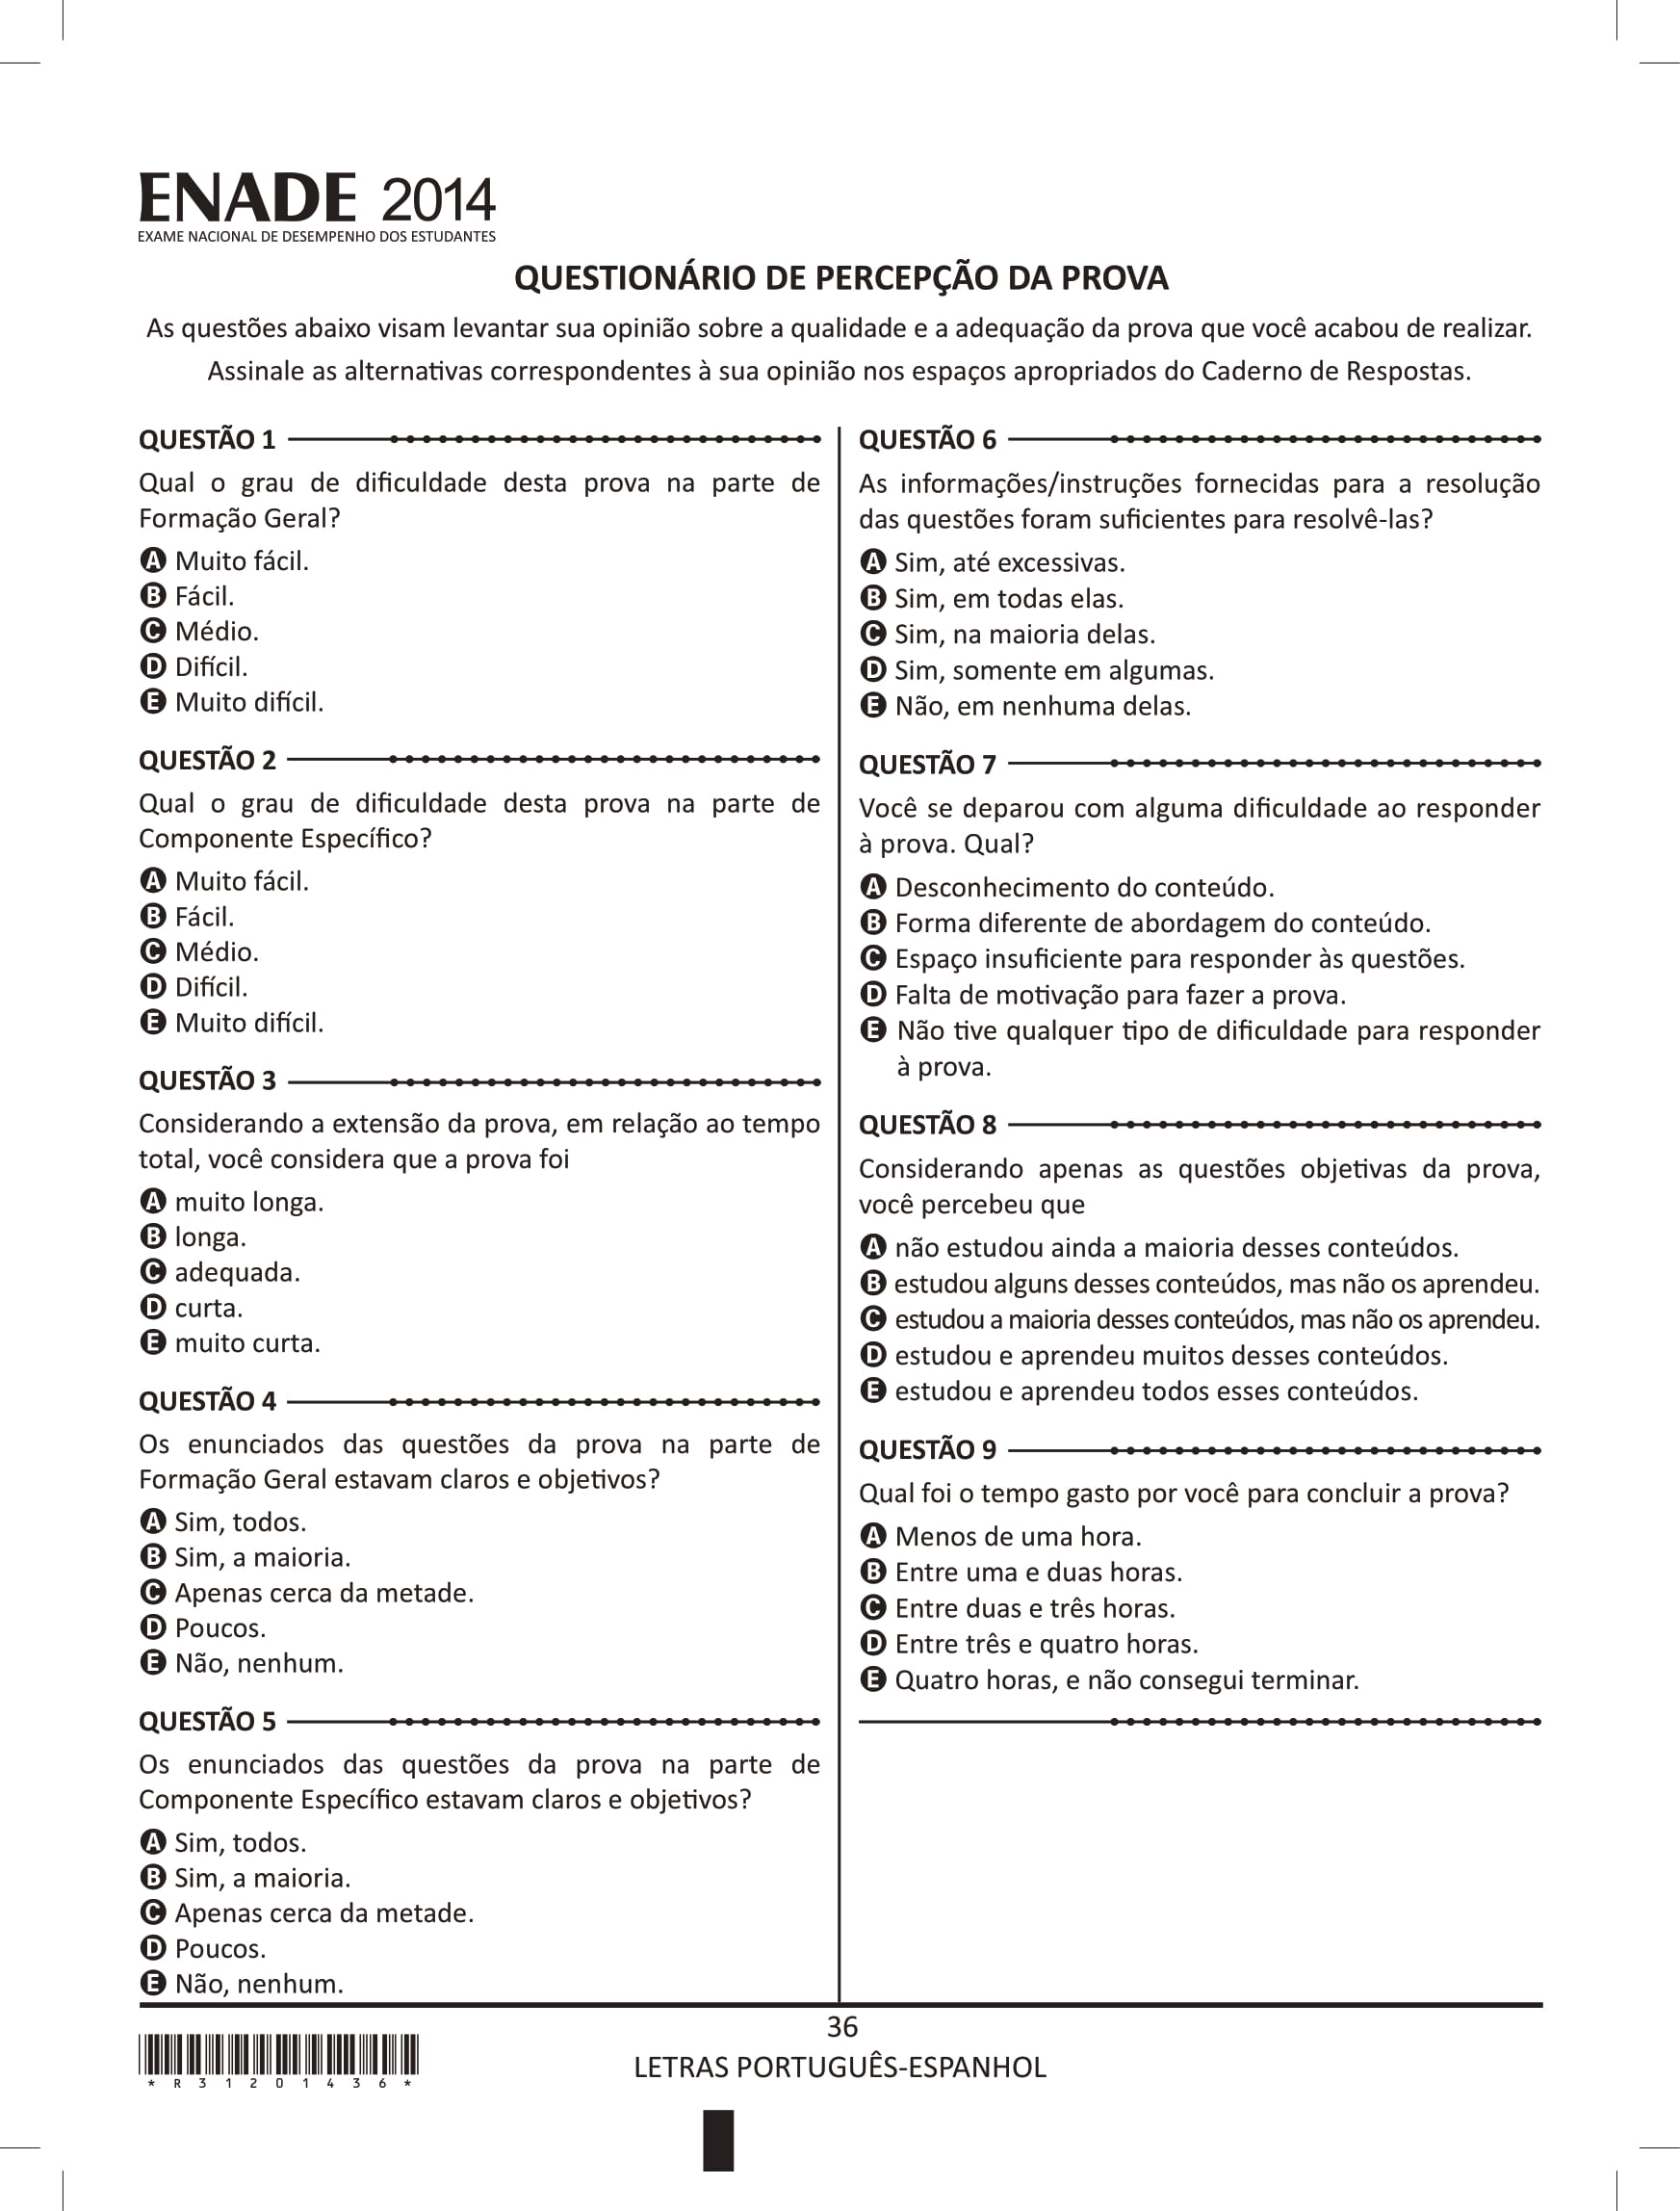 ENADE 2014
EXAME NACIONAL DE DESEMPENHO DOS ESTUDANTES
QUESTIONÁRIO DE PERCEPÇÃO DA PROVA
As questões abaixo visam levantar sua opinião sobre a qualidade e a adequação da prova que você acabou de realizar.
Assinale as alternativas correspondentes à sua opinião nos espaços apropriados do Caderno de Respostas.
QUESTÃO 1
Qual o grau de dificuldade desta prova na parte de
Formação Geral?
A Muito fácil.
B Fácil.
C Médio.
D Difícil.
E Muito difícil.
QUESTÃO 2
Qual o grau de dificuldade desta prova na parte de
Componente Específico?
A Muito fácil.
B Fácil.
C Médio.
D Difícil.
E Muito difícil.
QUESTÃO 3
Considerando a extensão da prova, em relação ao tempo
total, você considera que a prova foi
A muito longa.
B longa.
C adequada.
D curta.
E muito curta.
QUESTÃO 4
Os enunciados das questões da prova na parte de
Formação Geral estavam claros e objetivos?
A Sim, todos.
B Sim, a maioria.
C Apenas cerca da metade.
D Poucos.
E Não, nenhum.
QUESTÃO 5
Os enunciados das questões da prova na parte de
Componente Específico estavam claros e objetivos?
A Sim, todos.
B Sim, a maioria.
C Apenas cerca da metade.
D Poucos.
E Não, nenhum.
QUESTÃO 6
As informações/instruções fornecidas para a resolução
das questões foram suficientes para resolvê-las?
A Sim, até excessivas.
B Sim, em todas elas.
C Sim, na maioria delas.
D Sim, somente em algumas.
E Não, em nenhuma delas.
QUESTÃO 7
Você se deparou com alguma dificuldade ao responder
à prova. Qual?
A Desconhecimento do conteúdo.
B Forma diferente de abordagem do conteúdo.
C Espaço insuficiente para responder às questões.
D Falta de motivação para fazer a prova.
E Não tive qualquer tipo de dificuldade para responder
à prova.
QUESTÃO 8
Considerando apenas as questões objetivas da prova,
você percebeu que
A não estudou ainda a maioria desses conteúdos.
B estudou alguns desses conteúdos, mas não os aprendeu.
C estudou a maioria desses conteúdos, mas não os aprendeu.
D estudou e aprendeu muitos desses conteúdos.
E estudou e aprendeu todos esses conteúdos.
QUESTÃO 9
Qual foi o tempo gasto por você para concluir a prova?
A Menos de uma hora.
B Entre uma e duas horas.
C Entre duas e três horas.
D Entre três e quatro horas.
E Quatro horas, e não consegui terminar.
36
LETRAS PORTUGUÊS-ESPANHOL
*R31201436*